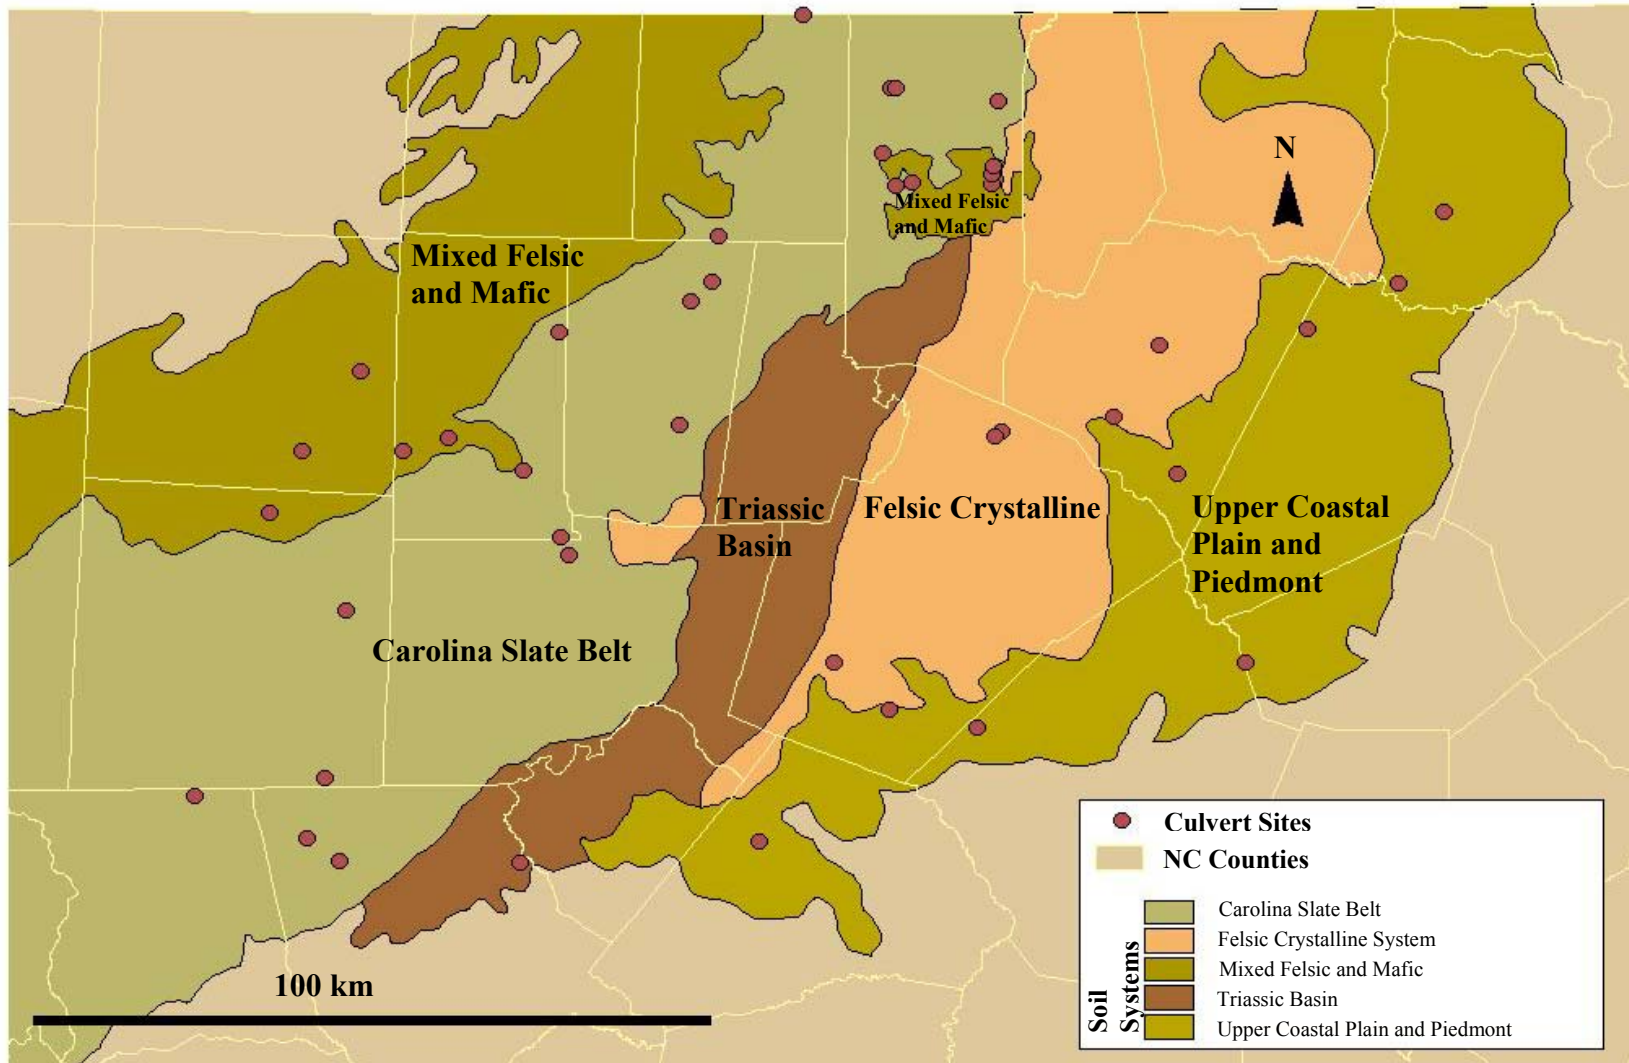 N
Mixed Felsic
and Mafic
Mixed Felsic
and Mafic
Triassic
Basin
Felsic Crystalline
Upper Coastal
Plain and
Piedmont
Carolina Slate Belt
100 km
Culvert Sites
NC Counties
Soil
Systems
Carolina Slate Belt
Felsic Crystalline System
Mixed Felsic and Mafic
Triassic Basin
Upper Coastal Plain and Piedmont